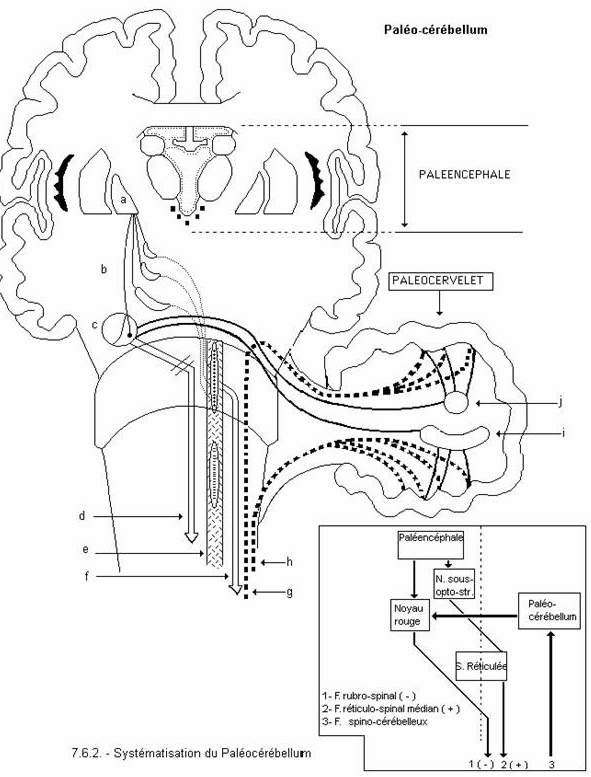 Paléo-cérébellum
PALEENCEPHALE
a
b
PALEOCERVELET
c
j
i
d
e
f
h
g
Paléencéphale
N. sous-
opto-str.
Noyau
rouge
Paléo-
cérébellum
S. Réticulée
1- F. rubro-spinal ( - )
2- F. réticulo-spinal médian ( + )
3- F. spino-cérébelleux
1 ( - ) 2 ( + ) 3
7.6.2. - Systématisation du Paléocérébellum